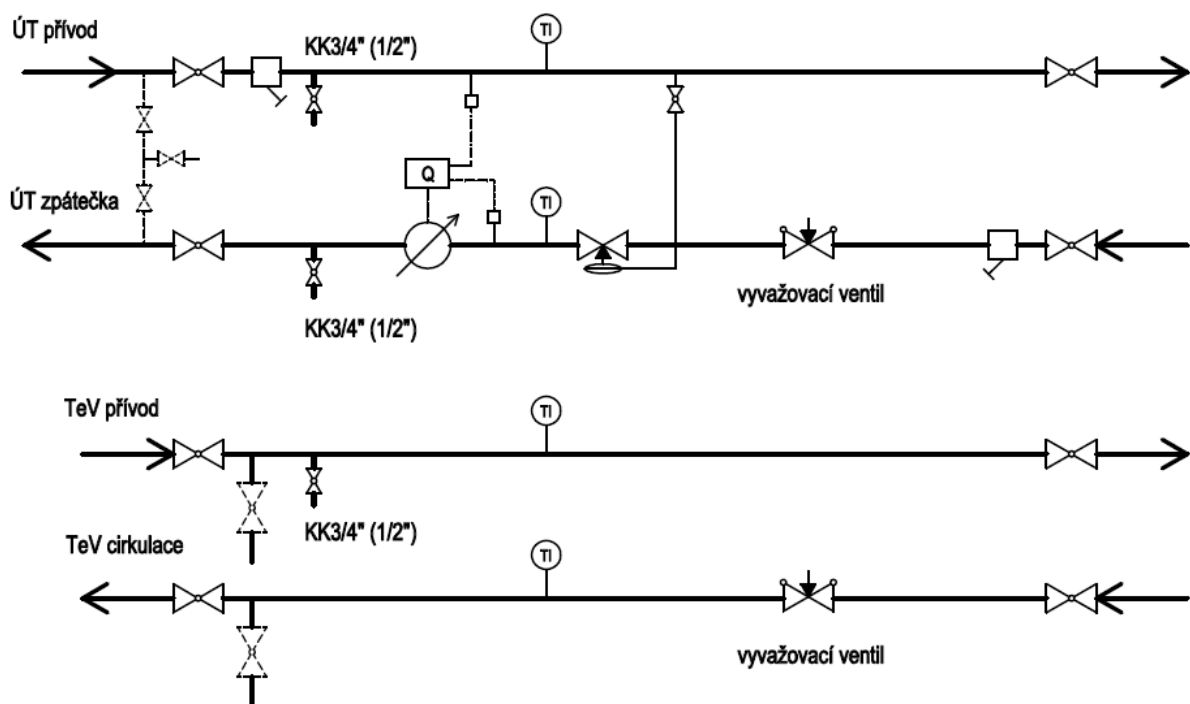 ÚT přívod
TI
KK3/4" (1/2")
Q
ÚT zpátečka
TI
vyvažovací ventil
KK3/4" (1/2")
TeV přívod
TI
KK3/4" (1/2")
TeV cirkulace
TI
vyvažovací ventil